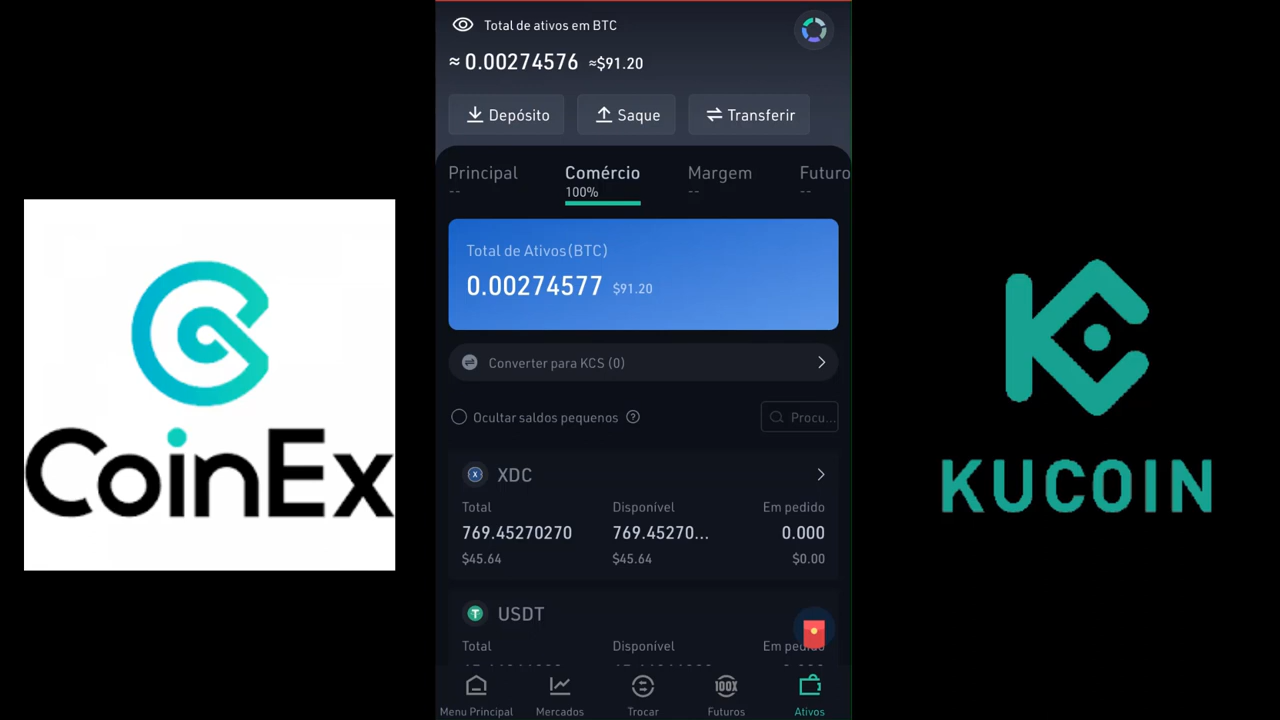 CoinEx
Total de ativos em BTC
≈ 0.00274576 ≈$91.20
Depósito Saque Transferir
Principal Comércio Margem Futuro
-- 100% -- --
Total de Ativos(BTC)
0.00274577 $91.20
Converter para KCS (0)
Ocultar saldos pequenos ? Procu...
XDC
Total Disponível Em pedido
769.45270270 769.45270... 0.000
$45.64 $45.64 $0.00
USDT
Total Disponível Em pedido
100X
Menu Principal Mercados Trocar Futuros Ativos
KUCOIN